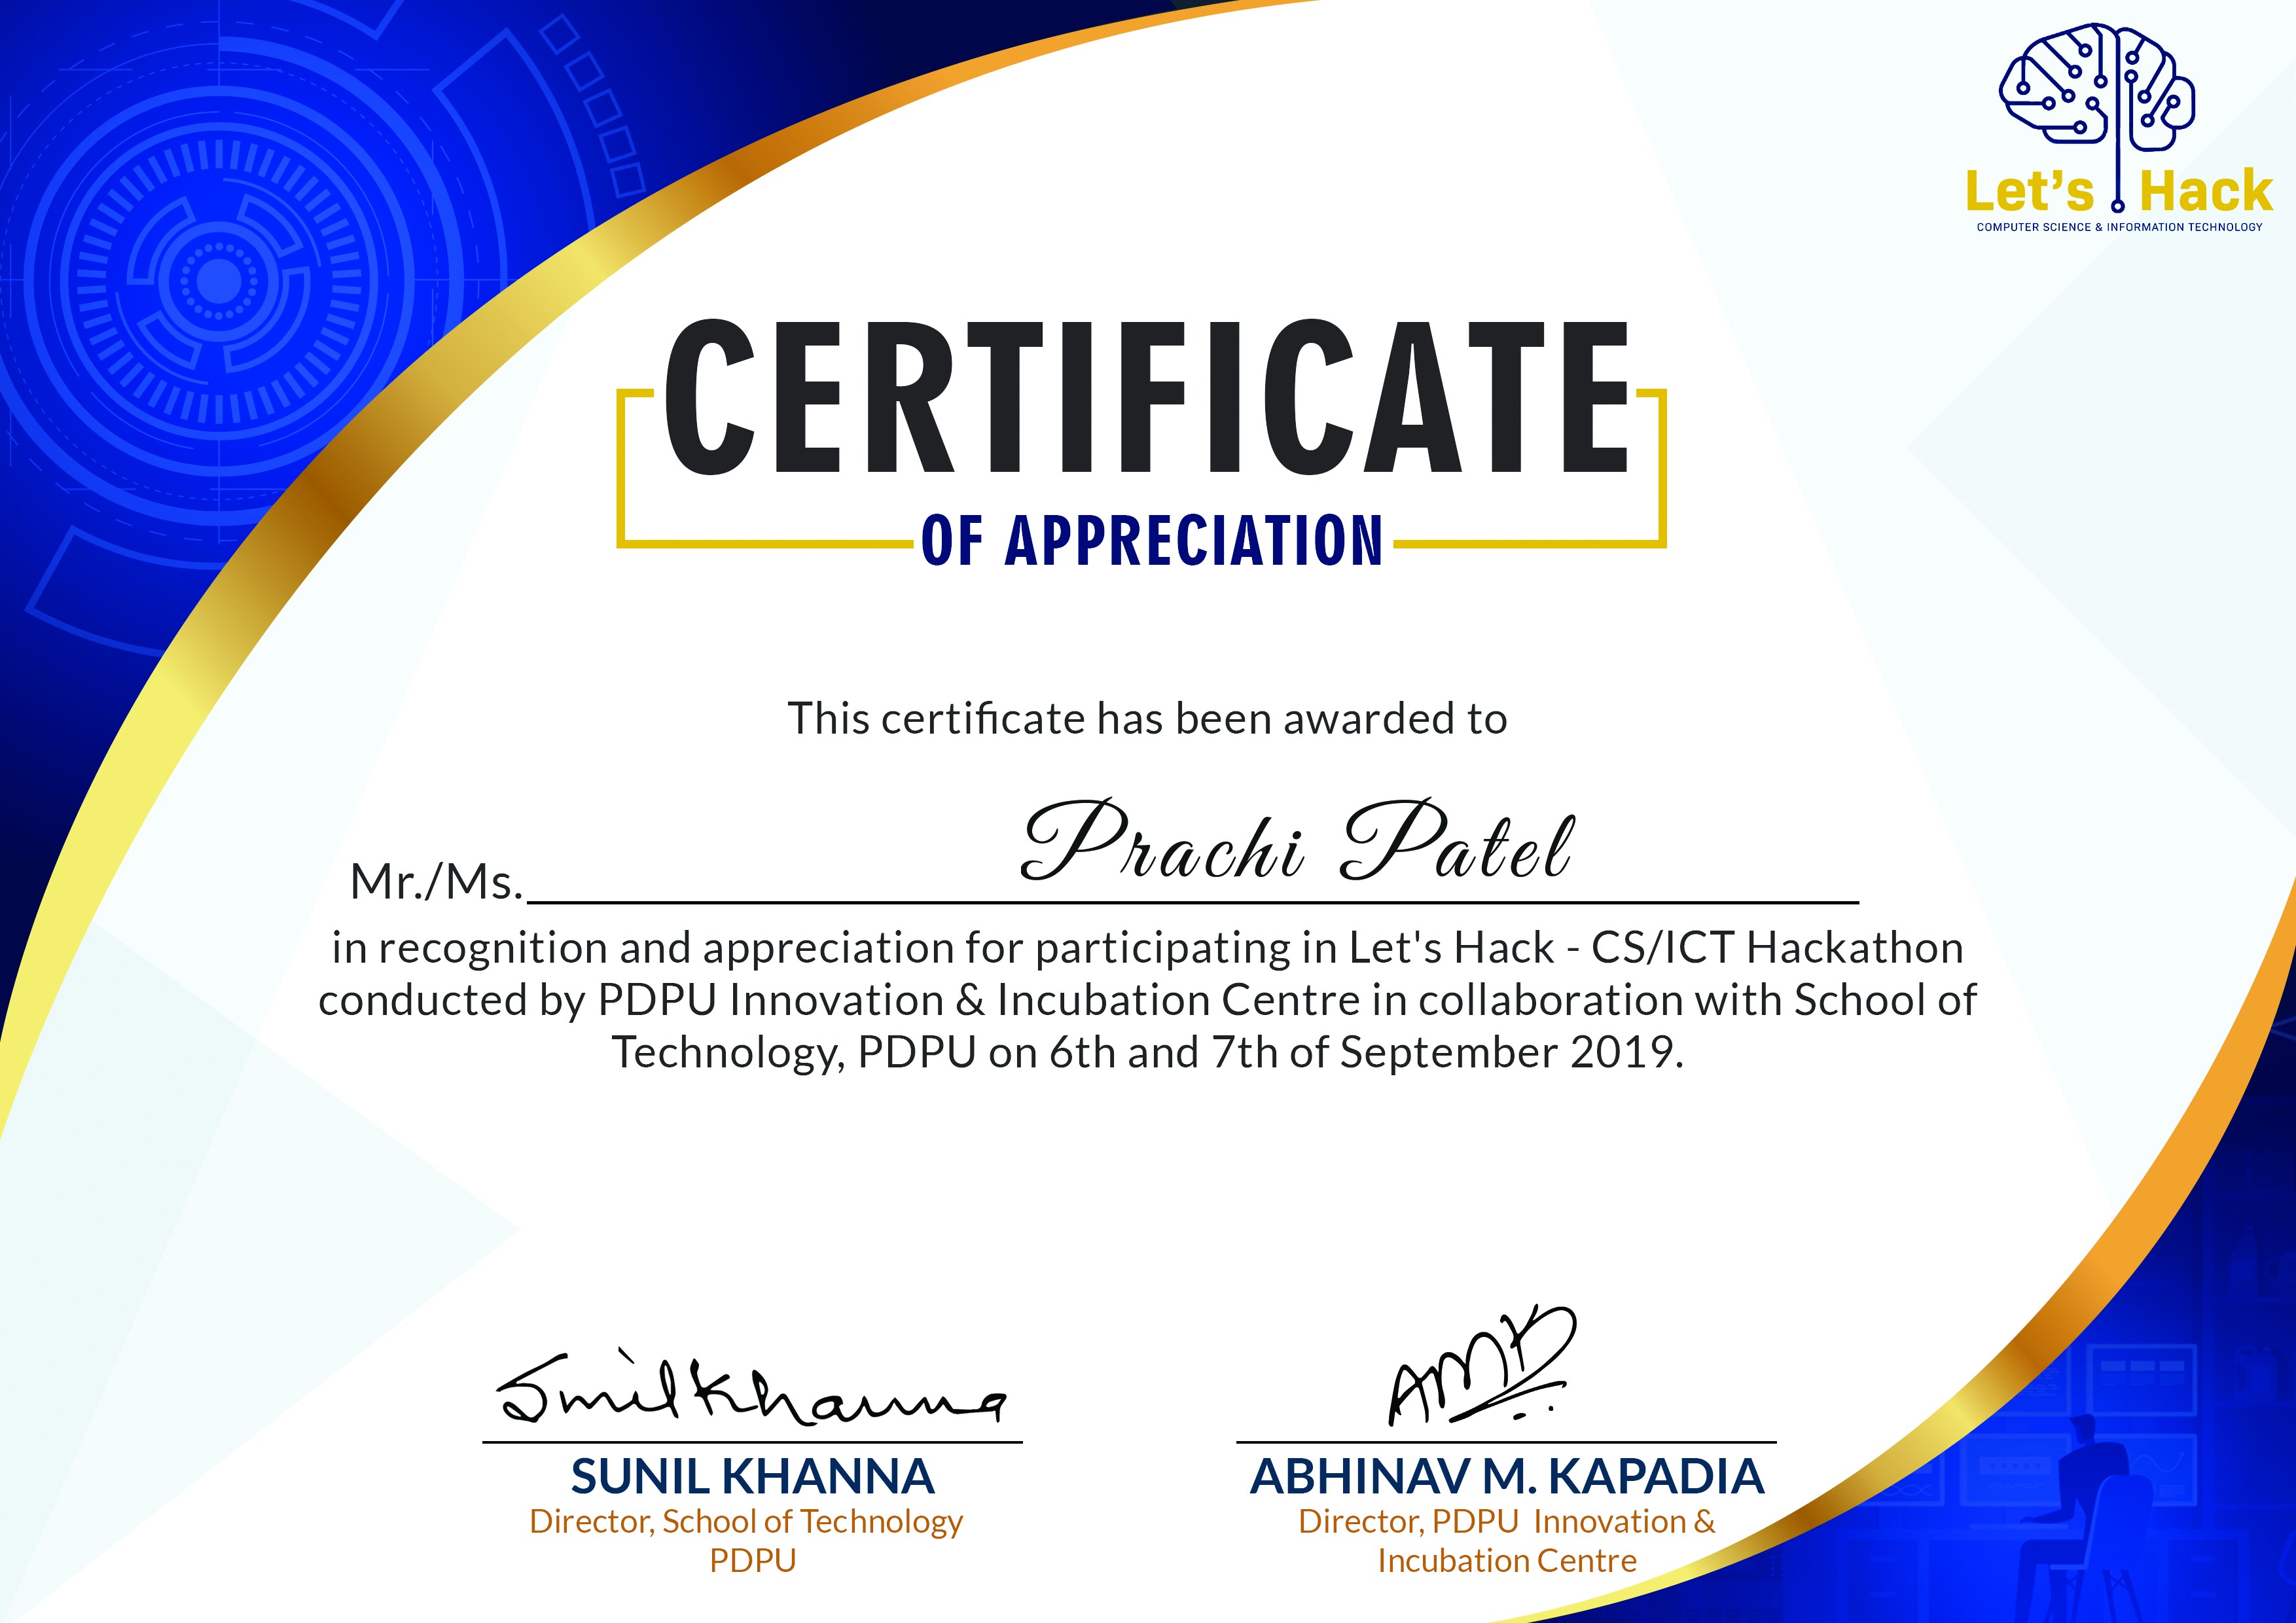 Let's Hack
COMPUTER SCIENCE & INFORMATION TECHNOLOGY
CERTIFICATE
OF APPRECIATION
This certificate has been awarded to
Mr./Ms. Prachi Patel
in recognition and appreciation for participating in Let's Hack - CS/ICT Hackathon
conducted by PDPU Innovation & Incubation Centre in collaboration with School of
Technology, PDPU on 6th and 7th of September 2019.
Sunil Khanna
AMK
SUNIL KHANNA
ABHINAV M. KAPADIA
Director, School of Technology
PDPU
Director, PDPU Innovation &
Incubation Centre